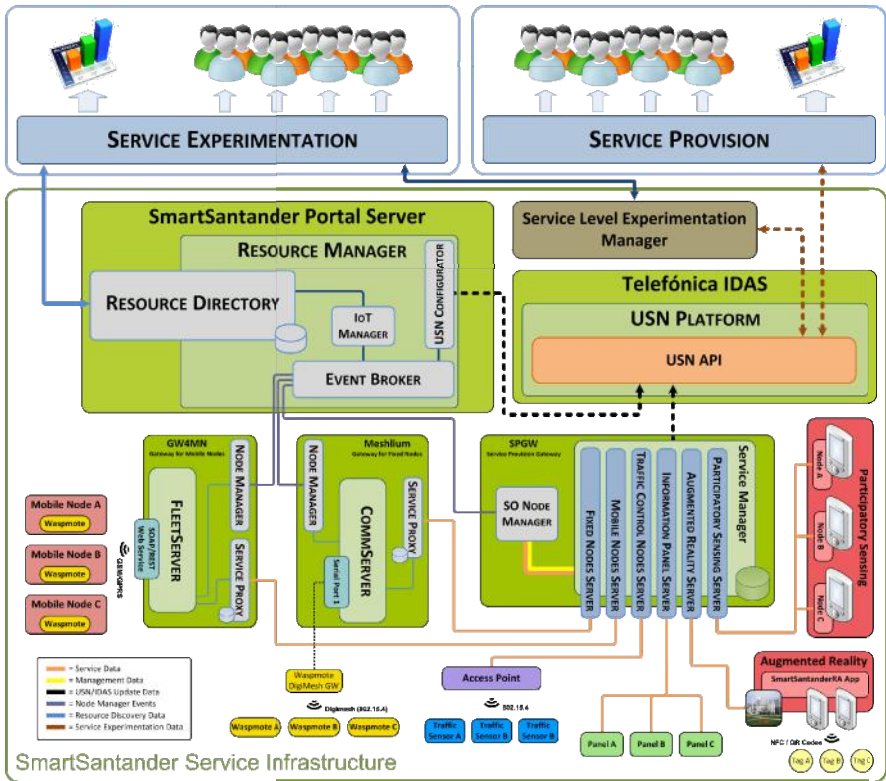 SERVICE EXPERIMENTATION
SERVICE PROVISION
SmartSantander Portal Server
RESOURCE MANAGER
RESOURCE DIRECTORY
IOT
MANAGER
USN CONFIGURATOR
EVENT BROKER
Service Level Experimentation
Manager
Telefónica IDAS
USN PLATFORM
USN API
GW4MN
Gateway for Mobile Nodes
NODE MANAGER
FLEETSERVER
SOAP/REST
Web Service
SERVICE PROXY
GSM/GPRS
Mobile Node A
Waspmote
Mobile Node B
Waspmote
Mobile Node C
Waspmote
Meshlium
Gateway for Fixed Nodes
NODE MANAGER
COMMSERVER
Serial Port 1
SERVICE PROXY
SPGW
Service Provision Gateway
SO NODE
MANAGER
Service Manager
FIXED NODES SERVER
MOBILE NODES SERVER
TRAFFIC CONTROL NODES SERVER
INFORMATION PANEL SERVER
AUGMENTED REALITY SERVER
PARTICIPATORY SENSING SERVER
Participatory Sensing
Node A
Node B
Node C
= Service Data
= Management Data
= USN/IDAS Update Data
= Node Manager Events
= Resource Discovery Data
= Service Experimentation Data
Waspmote
DigiMesh GW
Digimesh (802.15.4)
Waspmote A
Waspmote B
Waspmote C
Access Point
802.15.4
Traffic
Sensor A
Traffic
Sensor B
Traffic
Sensor B
Panel A
Panel B
Panel C
Augmented Reality
SmartSantanderRA App
NFC / QR Codes
Tag A
Tag B
Tag C
SmartSantander Service Infrastructure